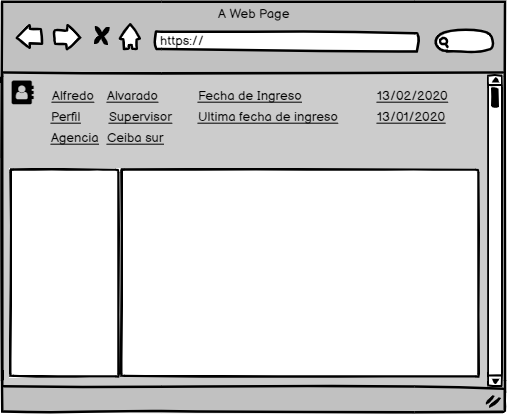 A Web Page
https://
Alfredo Alvarado Fecha de Ingreso 13/02/2020
Perfil Supervisor Ultima fecha de ingreso 13/01/2020
Agencia Ceiba sur